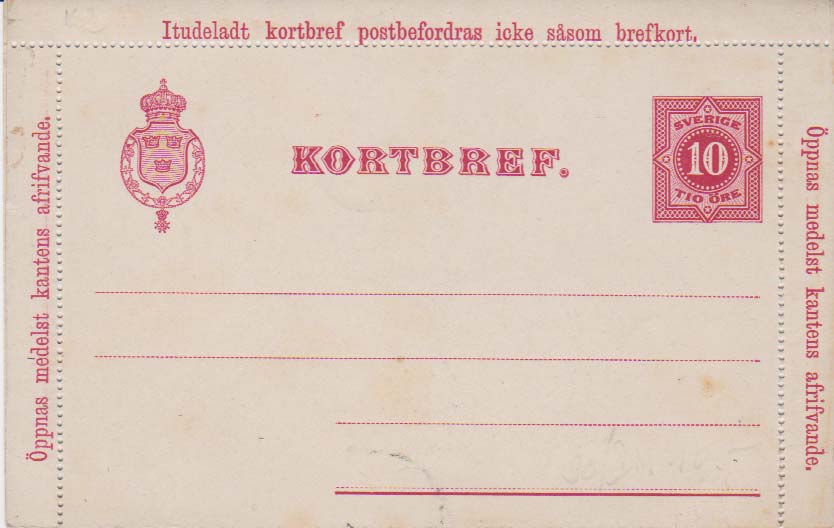 Itudeladt kortbref postbefordras icke såsom brefkort.
Öppnas medelst kantens afrifvande.
KORTBREF.
SVERIGE
10
TIO ÖRE
Öppnas medelst kantens afrifvande.